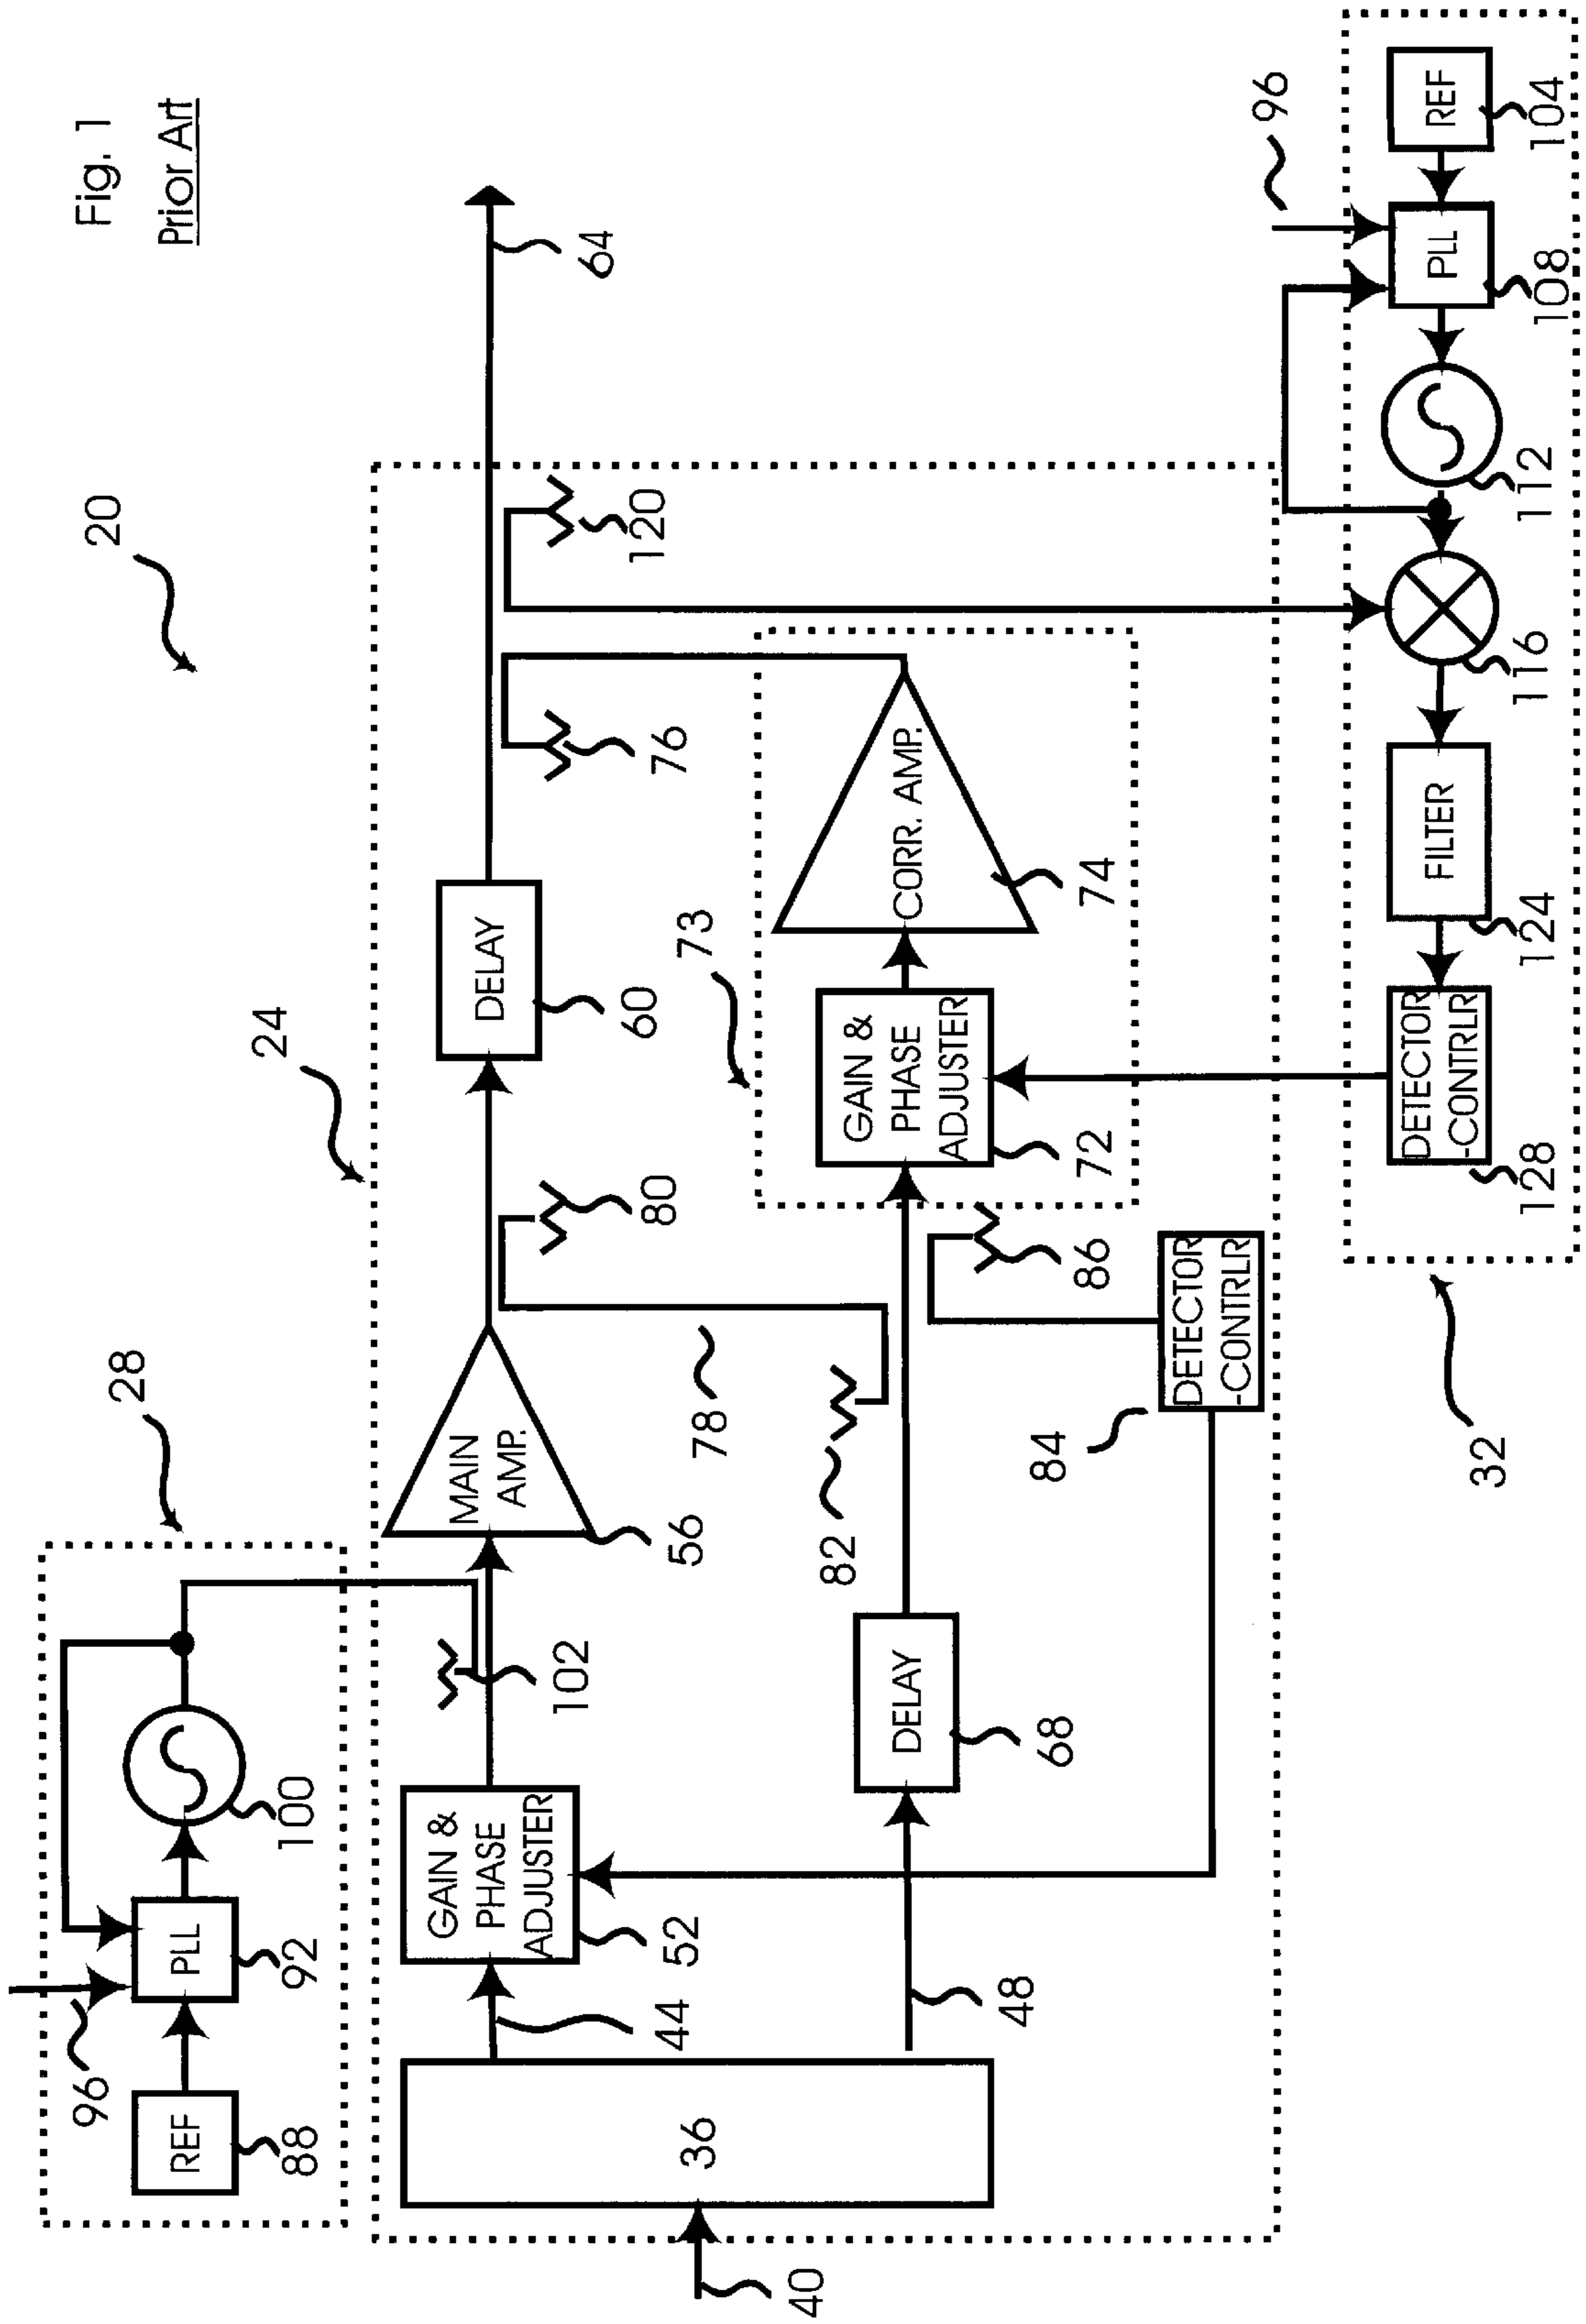 Fig. 1
Prior Art
20
28
REF
88
96
PLL
92
100
24
40
36
44
48
GAIN &
PHASE
ADJUSTER
52
102
MAIN
AMP.
56
78
80
DELAY
60
76
120
64
DELAY
68
82
86
DETECTOR
-CONTRLR
84
73
GAIN &
PHASE
ADJUSTER
72
CORR. AMP.
74
32
DETECTOR
-CONTRLR
128
FILTER
124
116
112
PLL
108
96
REF
104